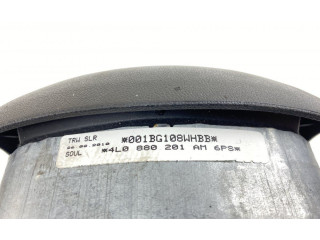 TRW SLR *001BG108WHBB*
SOUL *4L0 880 201 AM 6PS*